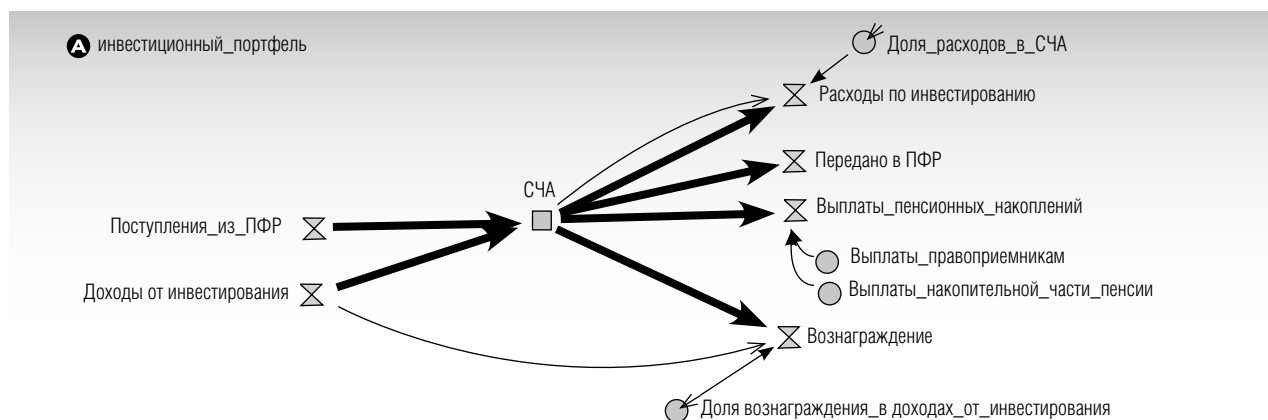 A инвестиционный_портфель
Доля_расходов_в_СЧА
Расходы по инвестированию
Передано в ПФР
СЧА
Выплаты_пенсионных_накоплений
Поступления_из_ПФР
Выплаты_правоприемникам
Доходы от инвестирования
Выплаты_накопительной_части_пенсии
Вознаграждение
Доля вознаграждения_в доходах_от_инвестирования